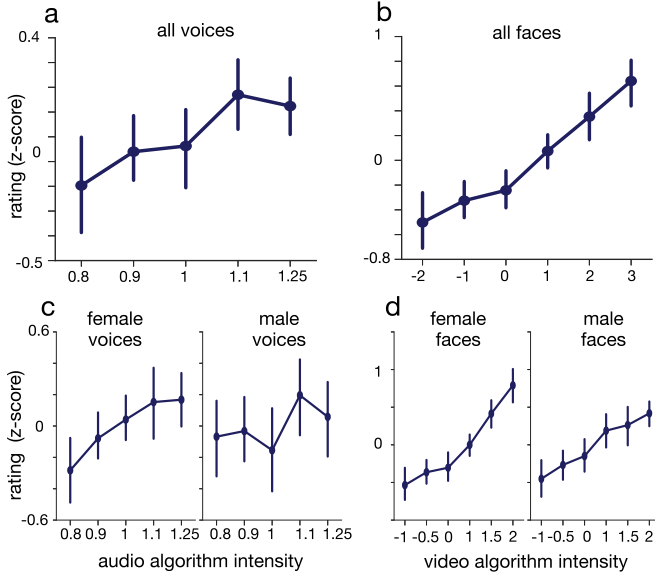 a
all voices
rating (z-score)
0.4
0
-0.5
0.8 0.9 1 1.1 1.25
b
all faces
1
0
-0.8
-2 -1 0 1 2 3
c
female
voices
male
voices
rating (z-score)
0.6
0
-0.6
0.8 0.9 1 1.1 1.25 0.8 0.9 1 1.1 1.25
audio algorithm intensity
d
female
faces
male
faces
1
0
-1 -0.5 0 1 1.5 2 -1 -0.5 0 1 1.5 2
video algorithm intensity